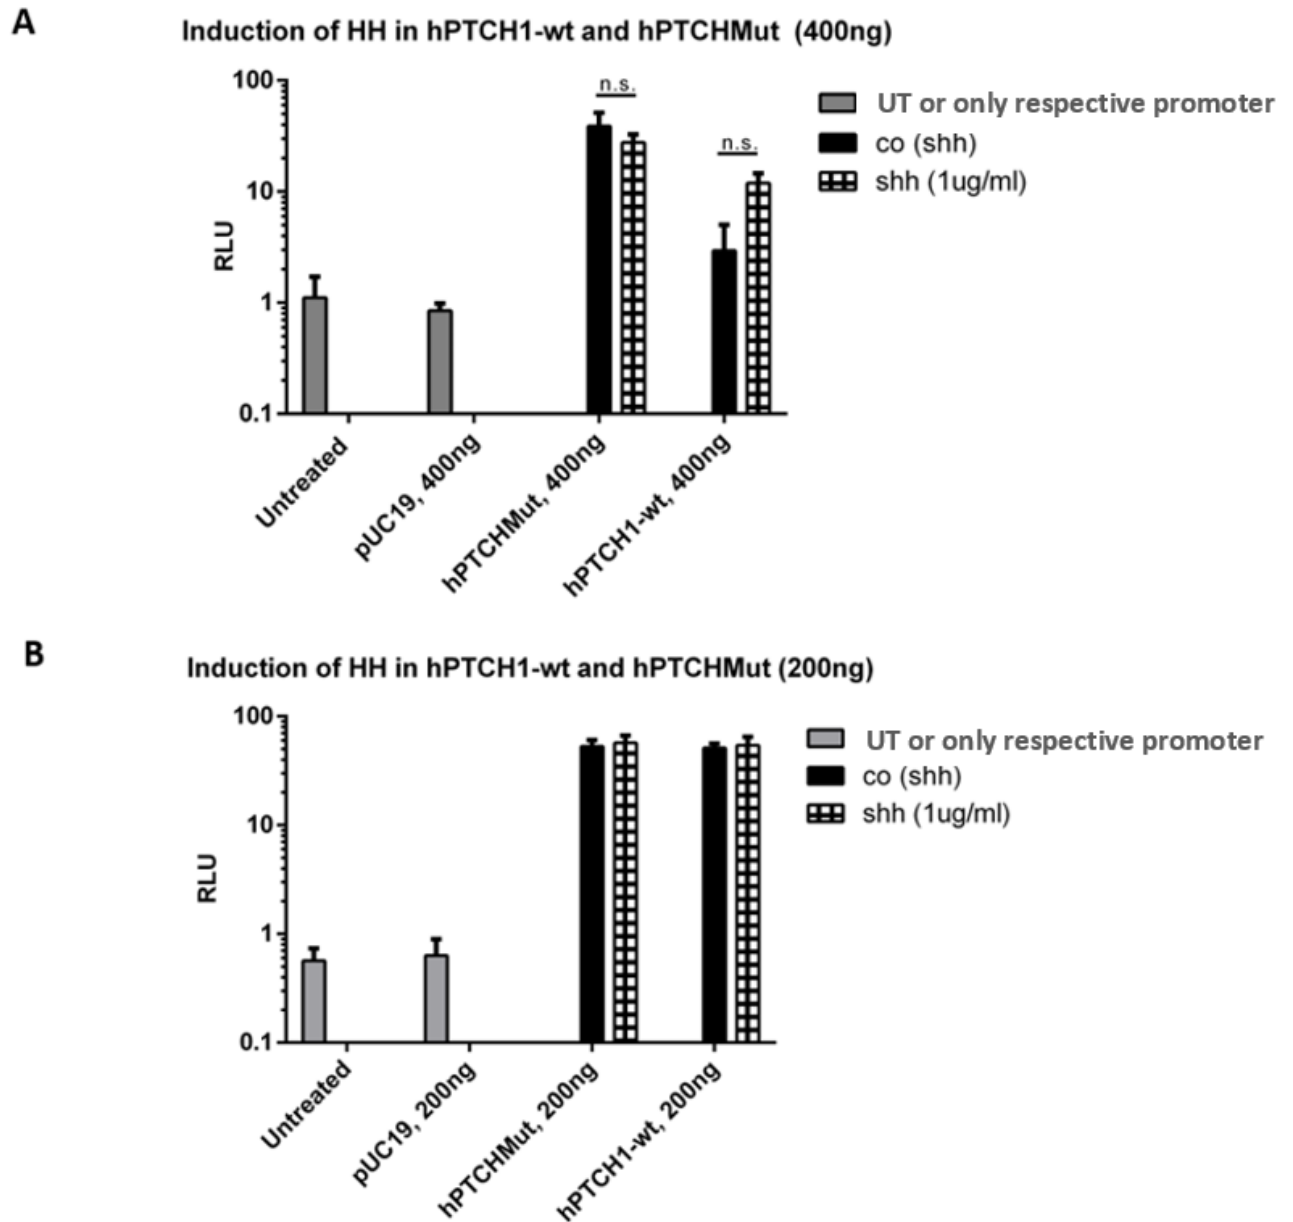 A
Induction of HH in hPTCH1-wt and hPTCHMut (400ng)
100
10
1
0.1
RLU
n.s.
n.s.
UT or only respective promoter
co (shh)
shh (1ug/ml)
Untreated
pUC19, 400ng
hPTCHMut, 400ng
hPTCH1-wt, 400ng
B
Induction of HH in hPTCH1-wt and hPTCHMut (200ng)
100
10
1
0.1
RLU
UT or only respective promoter
co (shh)
shh (1ug/ml)
Untreated
pUC19, 200ng
hPTCHMut, 200ng
hPTCH1-wt, 200ng